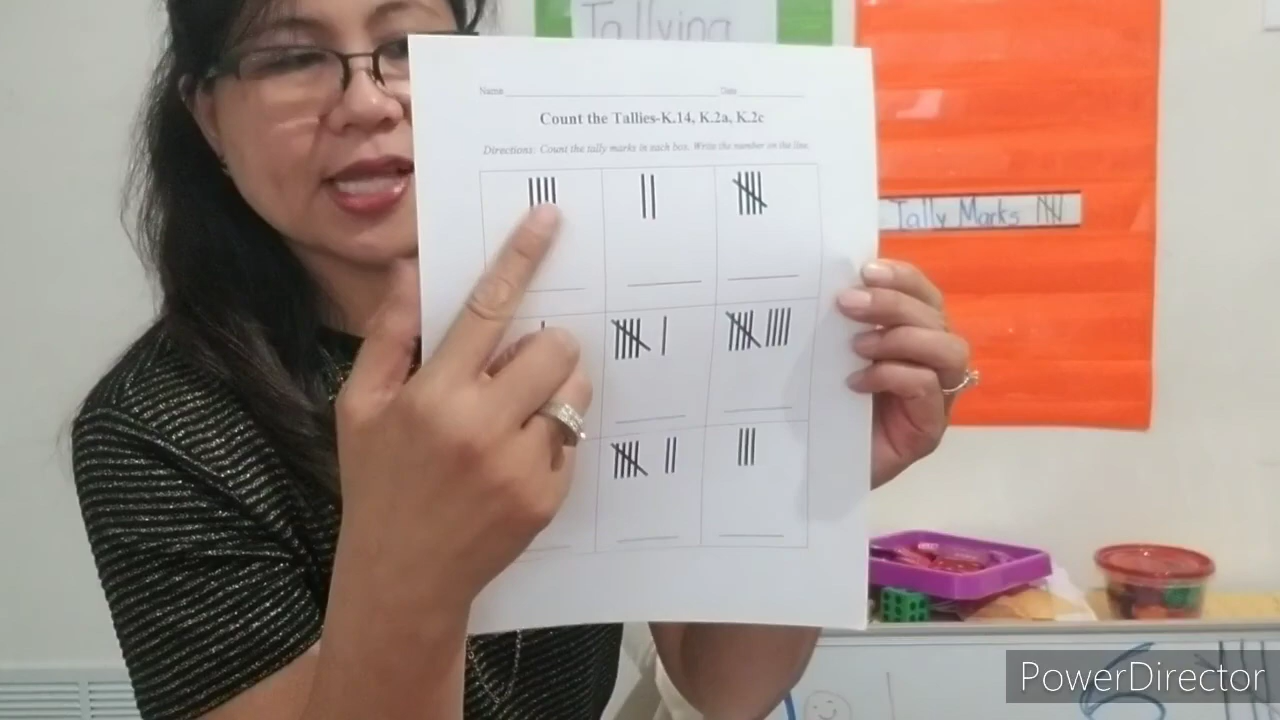 Tallying
Name
Date
Count the Tallies-K.14, K.2a, K.2c
Directions: Count the tally marks in each box. Write the number on the line.
Tally Marks
PowerDirector